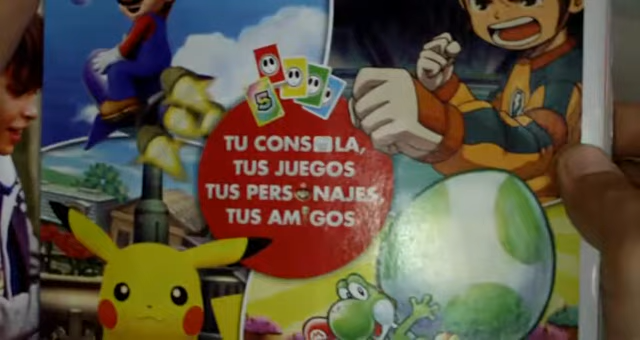 TU CONSOLA,
TUS JUEGOS
TUS PERSONAJES,
TUS AMIGOS